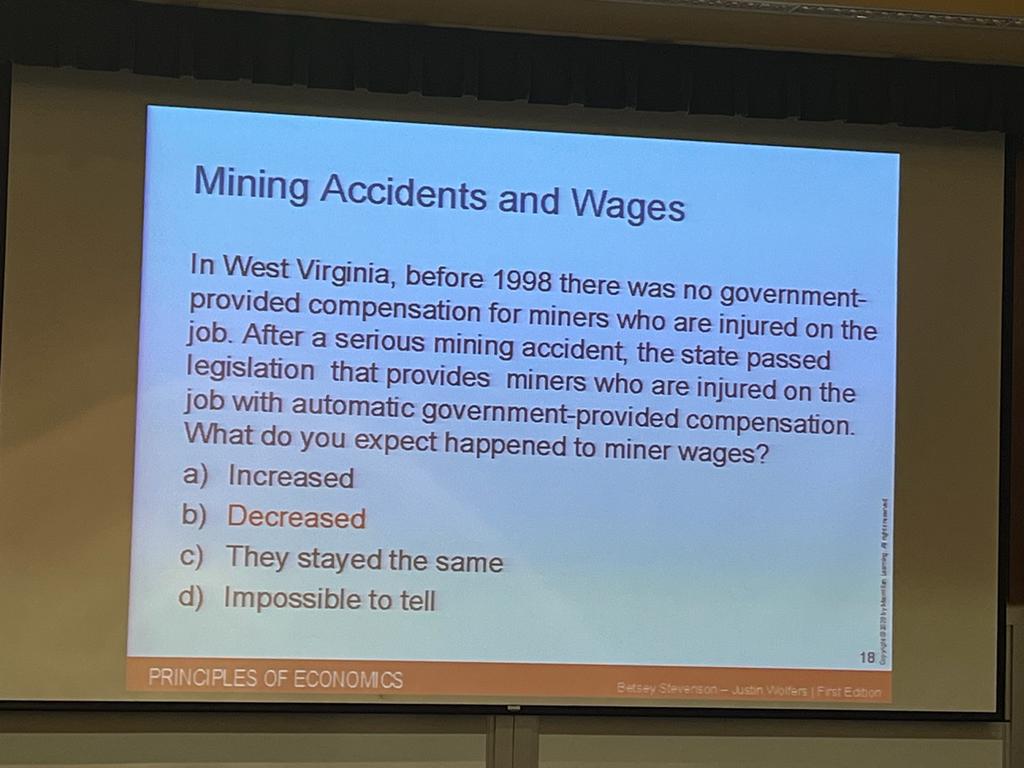 Mining Accidents and Wages
In West Virginia, before 1998 there was no government-
provided compensation for miners who are injured on the
job. After a serious mining accident, the state passed
legislation that provides miners who are injured on the
job with automatic government-provided compensation.
What do you expect happened to miner wages?
a) Increased
b) Decreased
c) They stayed the same
d) Impossible to tell
Copyright © 2020 by Macmillan Learning. All rights reserved
18
PRINCIPLES OF ECONOMICS
Betsey Stevenson – Justin Wolfers | First Edition